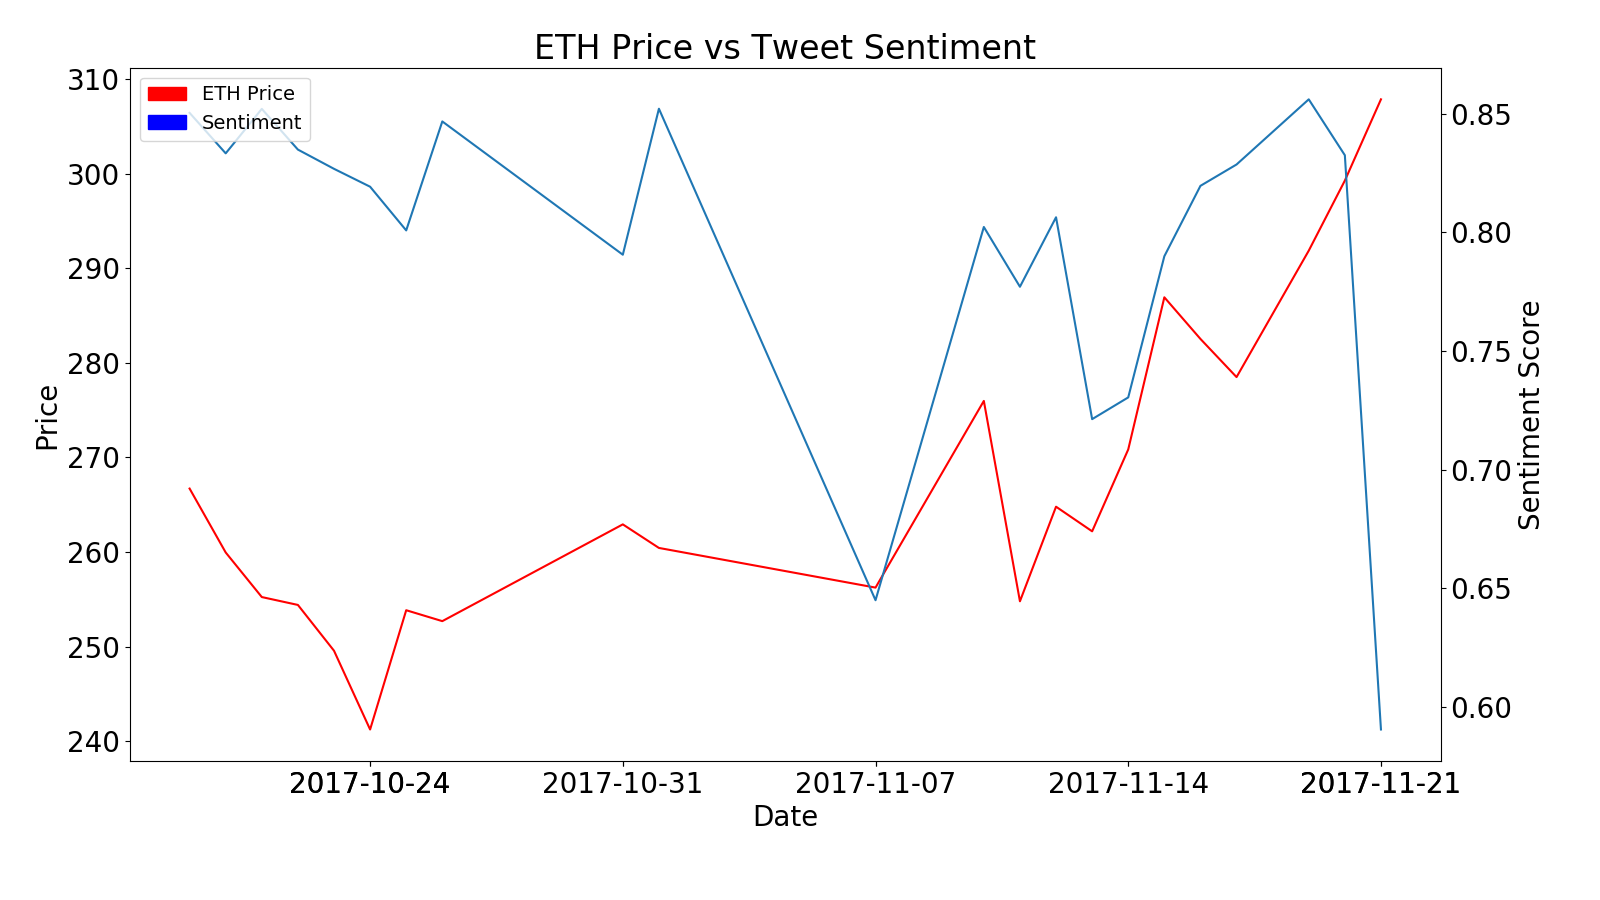 ETH Price vs Tweet Sentiment
ETH Price
Sentiment
310
300
290
280
270
260
250
240
Price
0.85
0.80
0.75
0.70
0.65
0.60
Sentiment Score
2017-10-24 2017-10-31 2017-11-07 2017-11-14 2017-11-21
Date